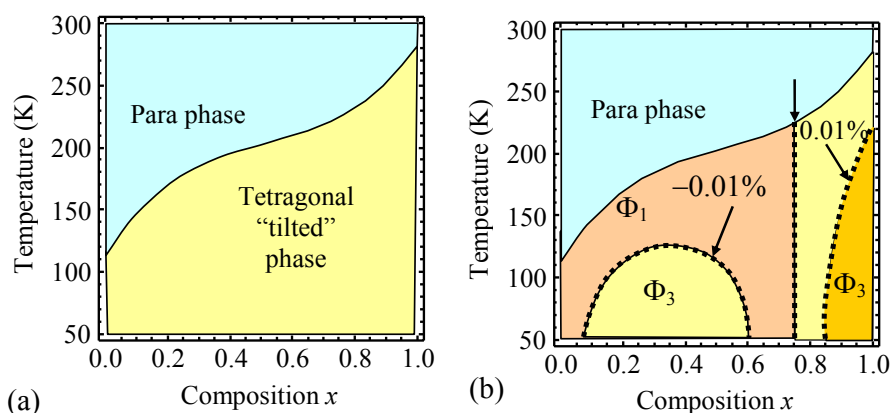 300
250
200
150
100
50
Temperature (K)
Para phase
Tetragonal
“tilted”
phase
0.0 0.2 0.4 0.6 0.8 1.0
Composition x
(a)
300
250
200
150
100
50
Temperature (K)
Para phase
0.01%
−0.01%
Φ1
Φ3
Φ3
0.0 0.2 0.4 0.6 0.8 1.0
Composition x
(b)